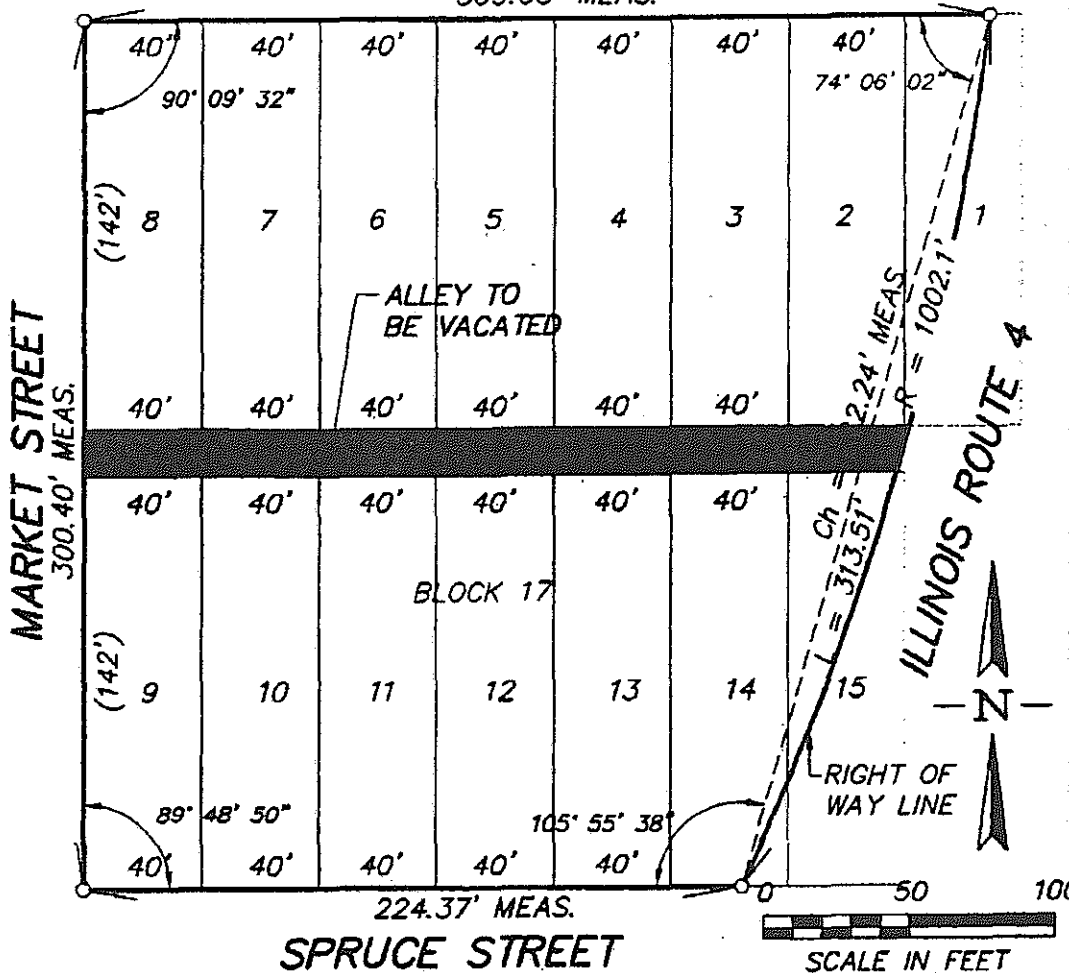 40' 40' 40' 40' 40' 40' 40'
90° 09' 32"
74° 06' 02"
(142')
8 7 6 5 4 3 2 1
ALLEY TO
BE VACATED
R = 1002.1'
2.24' MEAS
ILLINOIS ROUTE 4
MARKET STREET
300.40' MEAS.
40' 40' 40' 40' 40' 40'
40' 40' 40' 40' 40' 40'
Ch =
L = 313.51'
BLOCK 17
(142')
9 10 11 12 13 14 15
N
RIGHT OF
WAY LINE
89° 48' 50"
105° 55' 38"
40' 40' 40' 40' 40'
224.37' MEAS.
SPRUCE STREET
0 50
SCALE IN FEET